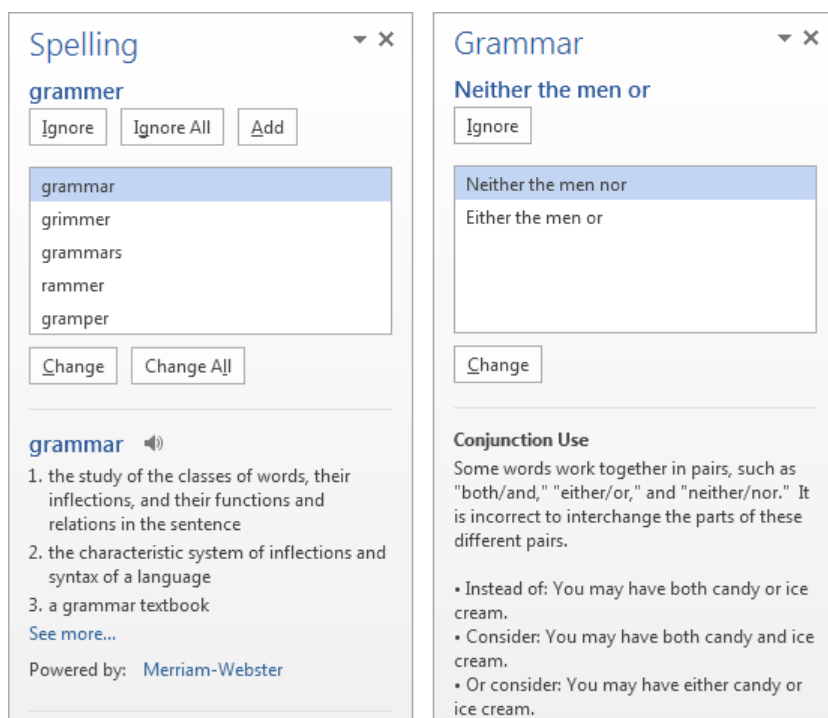 Spelling
grammer
Ignore
Ignore All
Add
grammar
grimmer
grammars
rammer
gramper
Change
Change All
grammar
1. the study of the classes of words, their
inflections, and their functions and
relations in the sentence
2. the characteristic system of inflections and
syntax of a language
3. a grammar textbook
See more...
Powered by: Merriam-Webster
Grammar
Neither the men or
Ignore
Neither the men nor
Either the men or
Change
Conjunction Use
Some words work together in pairs, such as
"both/and," "either/or," and "neither/nor." It
is incorrect to interchange the parts of these
different pairs.
• Instead of: You may have both candy or ice
cream.
• Consider: You may have both candy and ice
cream.
• Or consider: You may have either candy or
ice cream.